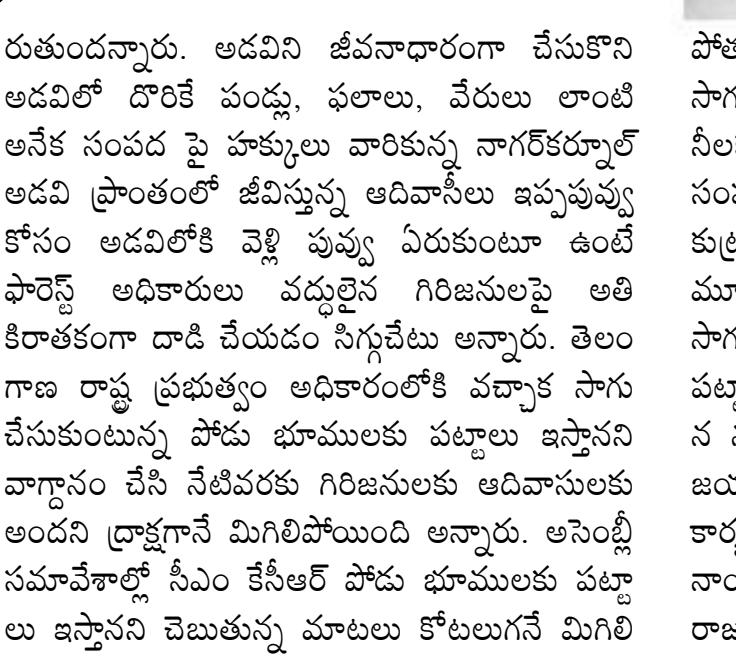 రుతుందన్నారు. అడవిని జీవనాధారంగా చేసుకొని
అడవిలో దొరికే పండ్లు, ఫలాలు, వేరులు లాంటి
అనేక సంపద పై హక్కులు వారికున్న నాగర్‌కర్నూల్
అడవి ప్రాంతంలో జీవిస్తున్న ఆదివాసీలు ఇప్పపువ్వు
కోసం అడవిలోకి వెళ్లి పువ్వు ఏరుకుంటూ ఉంటే
ఫారెస్ట్ అధికారులు వద్ధులైన గిరిజనులపై అతి
కిరాతకంగా దాడి చేయడం సిగ్గుచేటు అన్నారు. తెలం
గాణ రాష్ట్ర ప్రభుత్వం అధికారంలోకి వచ్చాక సాగు
చేసుకుంటున్న పోడు భూములకు పట్టాలు ఇస్తానని
వాగ్దానం చేసి నేటివరకు గిరిజనులకు ఆదివాసులకు
అందని ద్రాక్షగానే మిగిలిపోయింది అన్నారు. అసెంబ్లీ
సమావేశాల్లో సీఎం కేసీఆర్ పోడు భూములకు పట్టా
లు ఇస్తానని చెబుతున్న మాటలు కోటలుగనే మిగిలి
పోత
సాగ
నీల
సంప
కుట్ర
మూ
సాగ
పట్టా
న
జయ
కార్య
నాం
రాజ